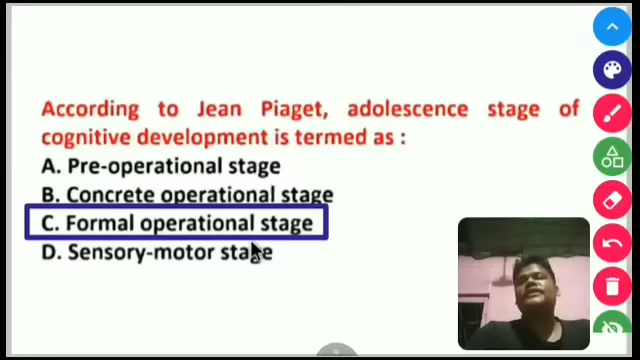 According to Jean Piaget, adolescence stage of
cognitive development is termed as :
A. Pre-operational stage
B. Concrete operational stage
C. Formal operational stage
D. Sensory-motor stage